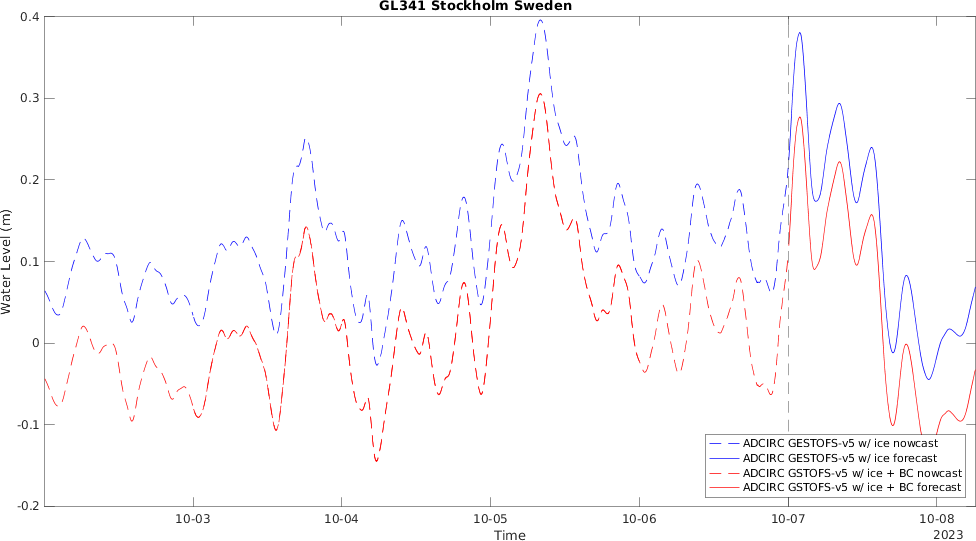 GL341 Stockholm Sweden
Water Level (m)
0.4
0.3
0.2
0.1
0
-0.1
-0.2
ADCIRC GESTOFS-v5 w/ ice nowcast
ADCIRC GESTOFS-v5 w/ ice forecast
ADCIRC GSTOFS-v5 w/ ice + BC nowcast
ADCIRC GSTOFS-v5 w/ ice + BC forecast
10-03 10-04 10-05 10-06 10-07 10-08
Time
2023